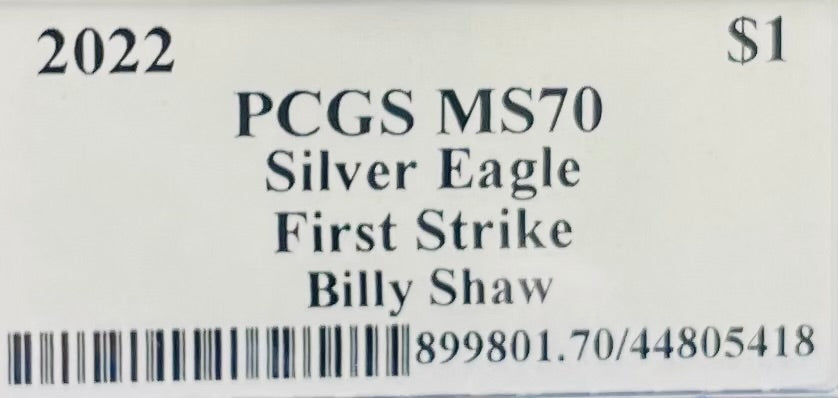 2022 $1
PCGS MS70
Silver Eagle
First Strike
Billy Shaw
899801.70/44805418